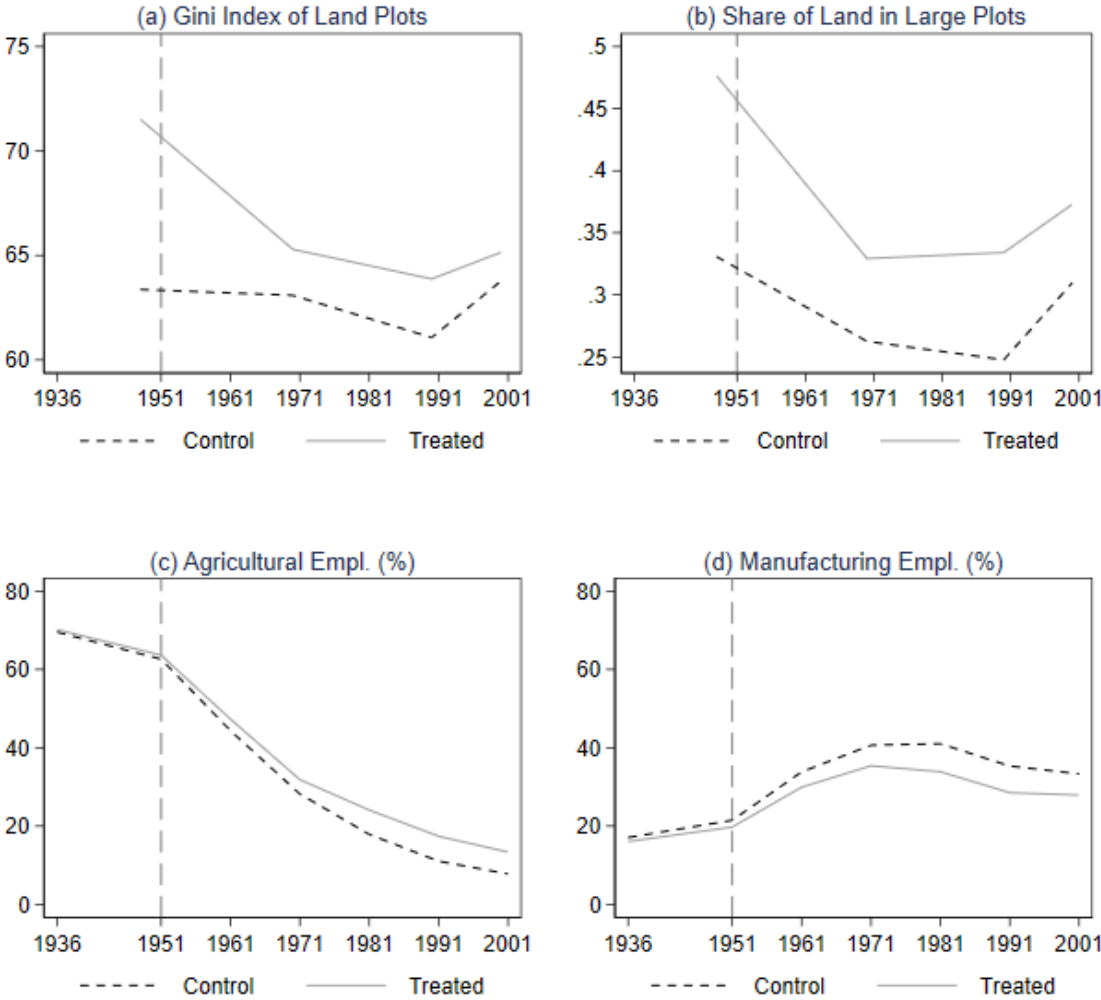 (a) Gini Index of Land Plots
75
70
65
60
1936 1951 1961 1971 1981 1991 2001
Control Treated
(b) Share of Land in Large Plots
.5
.45
.4
.35
.3
.25
1936 1951 1961 1971 1981 1991 2001
Control Treated
(c) Agricultural Empl. (%)
80
60
40
20
0
1936 1951 1961 1971 1981 1991 2001
Control Treated
(d) Manufacturing Empl. (%)
80
60
40
20
0
1936 1951 1961 1971 1981 1991 2001
Control Treated